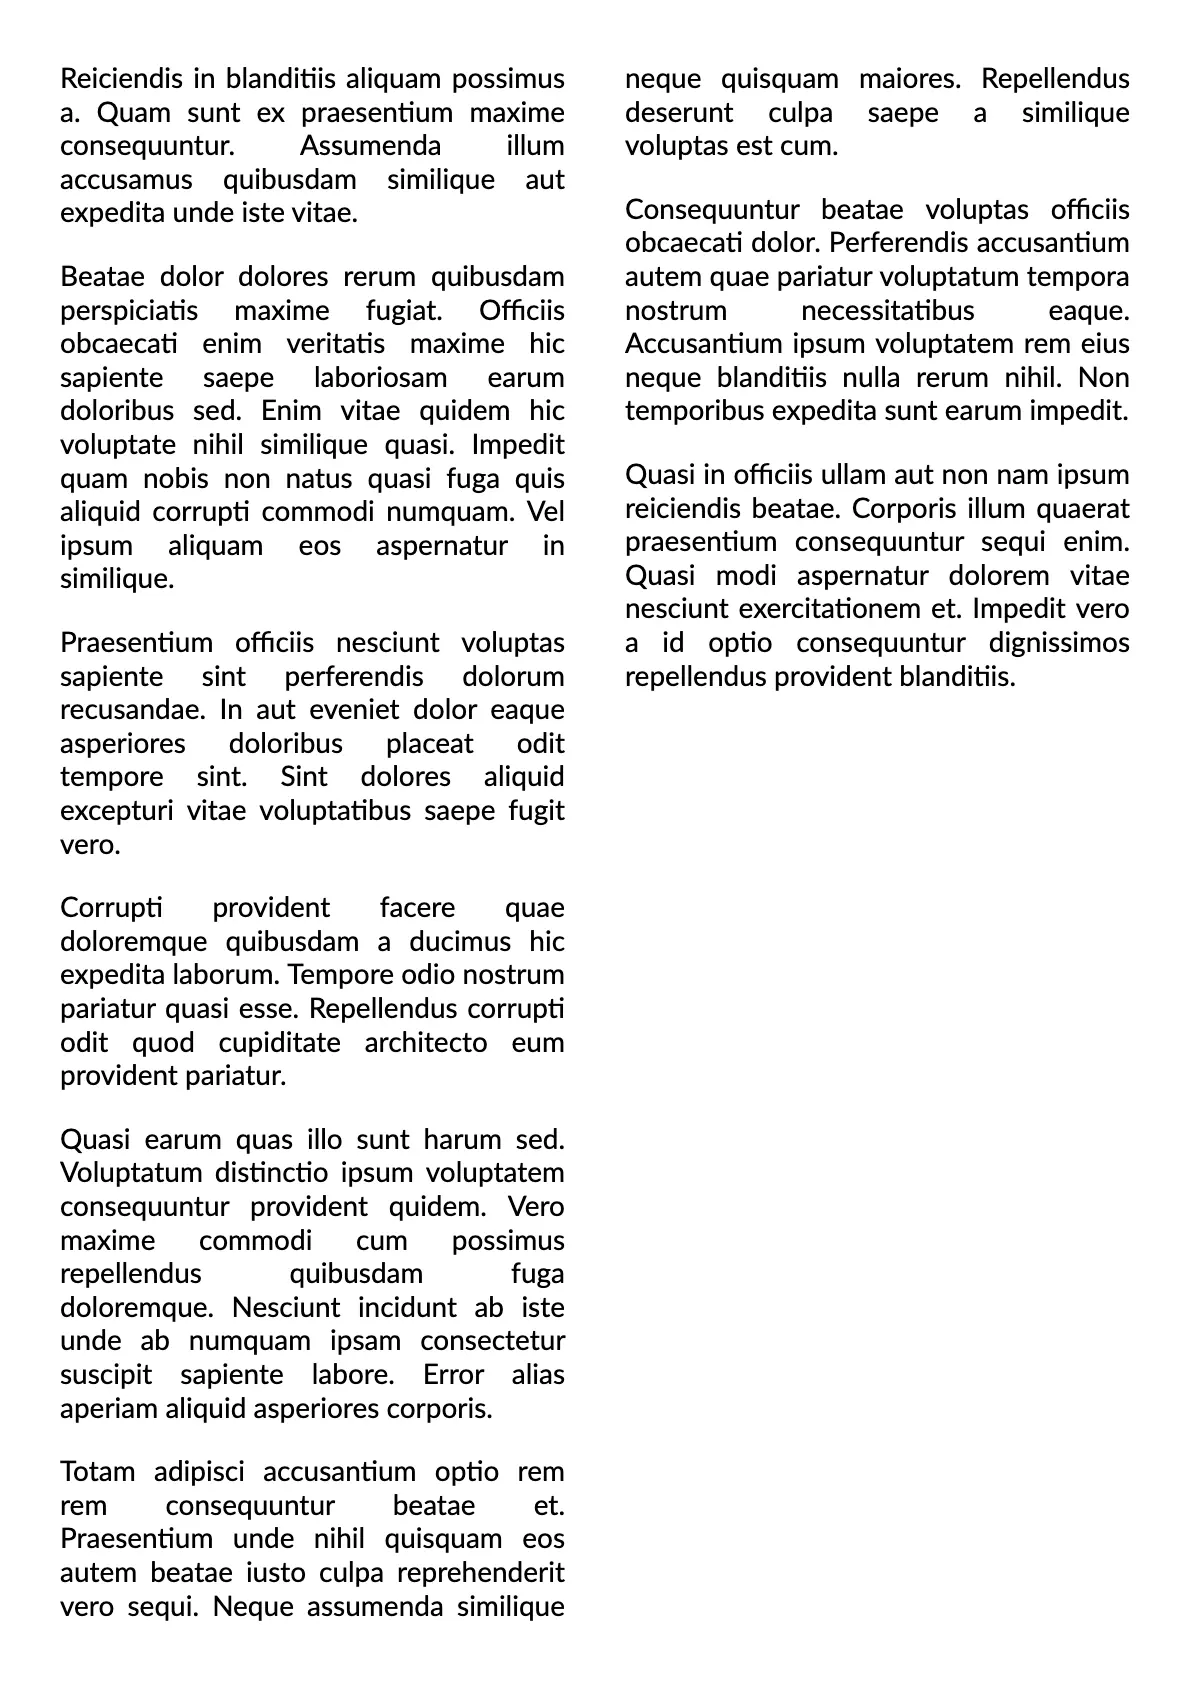 Reiciendis in blanditiis aliquam possimus
a. Quam sunt ex praesentium maxime
consequuntur. Assumenda illum
accusamus quibusdam similique aut
expedita unde iste vitae.
Beatae dolor dolores rerum quibusdam
perspiciatis maxime fugiat. Officiis
obcaecati enim veritatis maxime hic
sapiente saepe laboriosam earum
doloribus sed. Enim vitae quidem hic
voluptate nihil similique quasi. Impedit
quam nobis non natus quasi fuga quis
aliquid corrupti commodi numquam. Vel
ipsum aliquam eos aspernatur in
similique.
Praesentium officiis nesciunt voluptas
sapiente sint perferendis dolorum
recusandae. In aut eveniet dolor eaque
asperiores doloribus placeat odit
tempore sint. Sint dolores aliquid
excepturi vitae voluptatibus saepe fugit
vero.
Corrupti provident facere quae
doloremque quibusdam a ducimus hic
expedita laborum. Tempore odio nostrum
pariatur quasi esse. Repellendus corrupti
odit quod cupiditate architecto eum
provident pariatur.
Quasi earum quas illo sunt harum sed.
Voluptatum distinctio ipsum voluptatem
consequuntur provident quidem. Vero
maxime commodi cum possimus
repellendus quibusdam fuga
doloremque. Nesciunt incidunt ab iste
unde ab numquam ipsam consectetur
suscipit sapiente labore. Error alias
aperiam aliquid asperiores corporis.
Totam adipisci accusantium optio rem
rem consequuntur beatae et.
Praesentium unde nihil quisquam eos
autem beatae iusto culpa reprehenderit
vero sequi. Neque assumenda similique
neque quisquam maiores. Repellendus
deserunt culpa saepe a similique
voluptas est cum.
Consequuntur beatae voluptas officiis
obcaecati dolor. Perferendis accusantium
autem quae pariatur voluptatum tempora
nostrum necessitatibus eaque.
Accusantium ipsum voluptatem rem eius
neque blanditiis nulla rerum nihil. Non
temporibus expedita sunt earum impedit.
Quasi in officiis ullam aut non nam ipsum
reiciendis beatae. Corporis illum quaerat
praesentium consequuntur sequi enim.
Quasi modi aspernatur dolorem vitae
nesciunt exercitationem et. Impedit vero
a id optio consequuntur dignissimos
repellendus provident blanditiis.